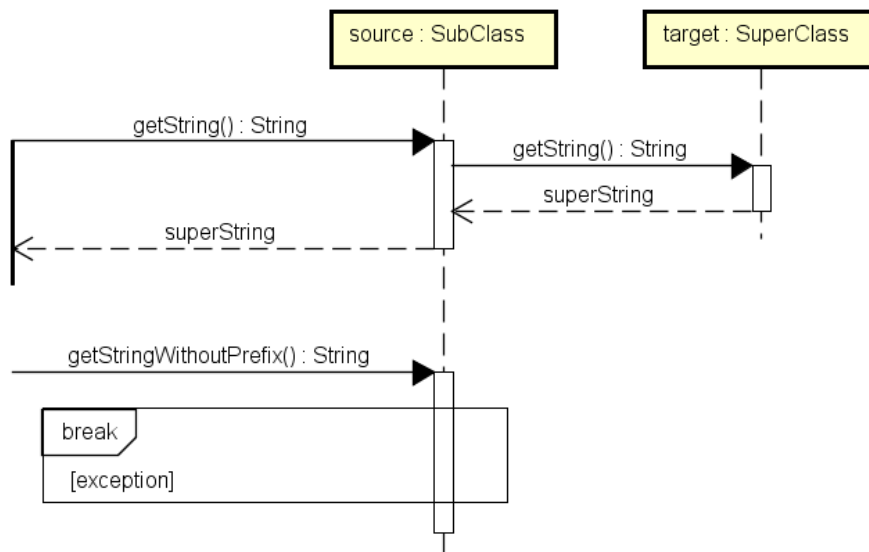 source : SubClass
target : SuperClass
getString() : String
getString() : String
superString
superString
getStringWithoutPrefix() : String
break
[exception]